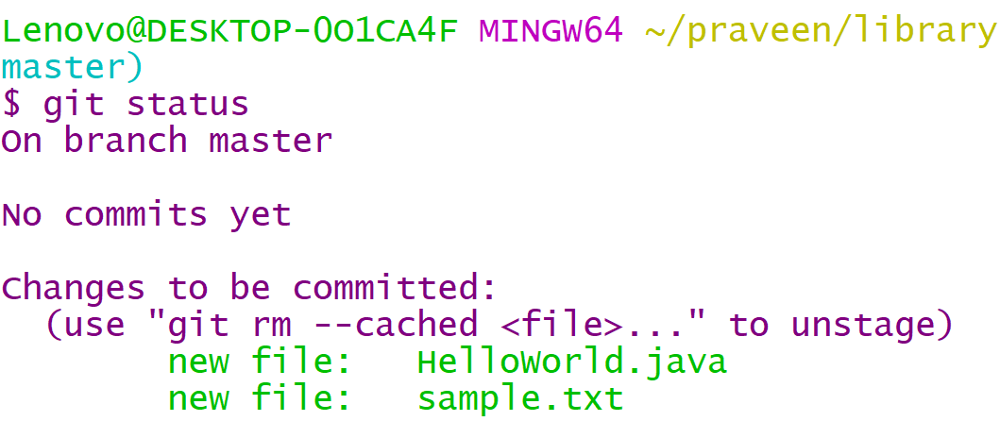 Lenovo@DESKTOP-0O1CA4F MINGW64 ~/praveen/library
master)
$ git status
On branch master
No commits yet
Changes to be committed:
(use "git rm --cached <file>..." to unstage)
new file: HelloWorld.java
new file: sample.txt